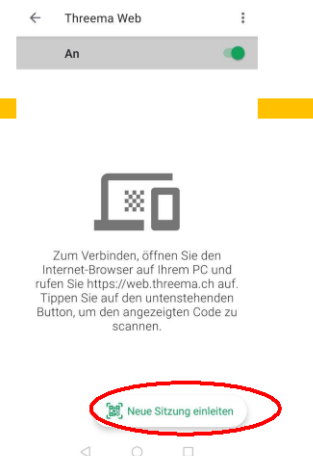 Threema Web
An
Zum Verbinden, öffnen Sie den
Internet-Browser auf Ihrem PC und
rufen Sie https://web.threema.ch auf.
Tippen Sie auf den untenstehenden
Button, um den angezeigten Code zu
scannen.
Neue Sitzung einleiten